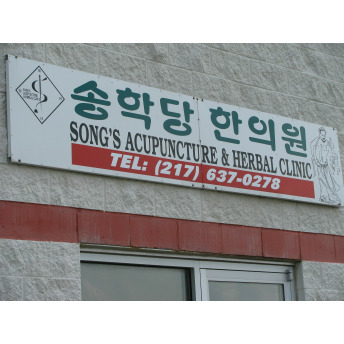 송학당 한의원
SONG'S ACUPUNCTURE & HERBAL CLINIC
TEL: (217) 637-0278